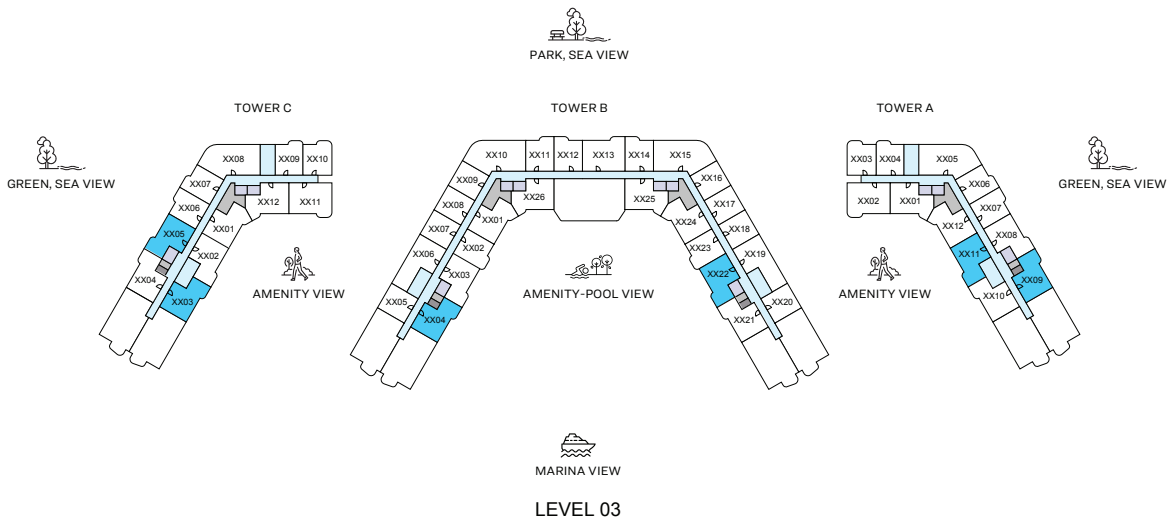 PARK, SEA VIEW
TOWER C
TOWER B
TOWER A
GREEN, SEA VIEW
GREEN, SEA VIEW
XX08
XX09
XX10
XX07
XX06
XX05
XX04
XX01
XX02
XX03
XX12
XX11
XX10
XX11
XX12
XX13
XX14
XX15
XX09
XX08
XX07
XX06
XX05
XX01
XX02
XX03
XX04
XX26
XX25
XX16
XX17
XX18
XX19
XX20
XX24
XX23
XX22
XX21
XX03
XX04
XX05
XX02
XX01
XX06
XX07
XX08
XX09
XX12
XX11
XX10
AMENITY VIEW
AMENITY-POOL VIEW
AMENITY VIEW
MARINA VIEW
LEVEL 03